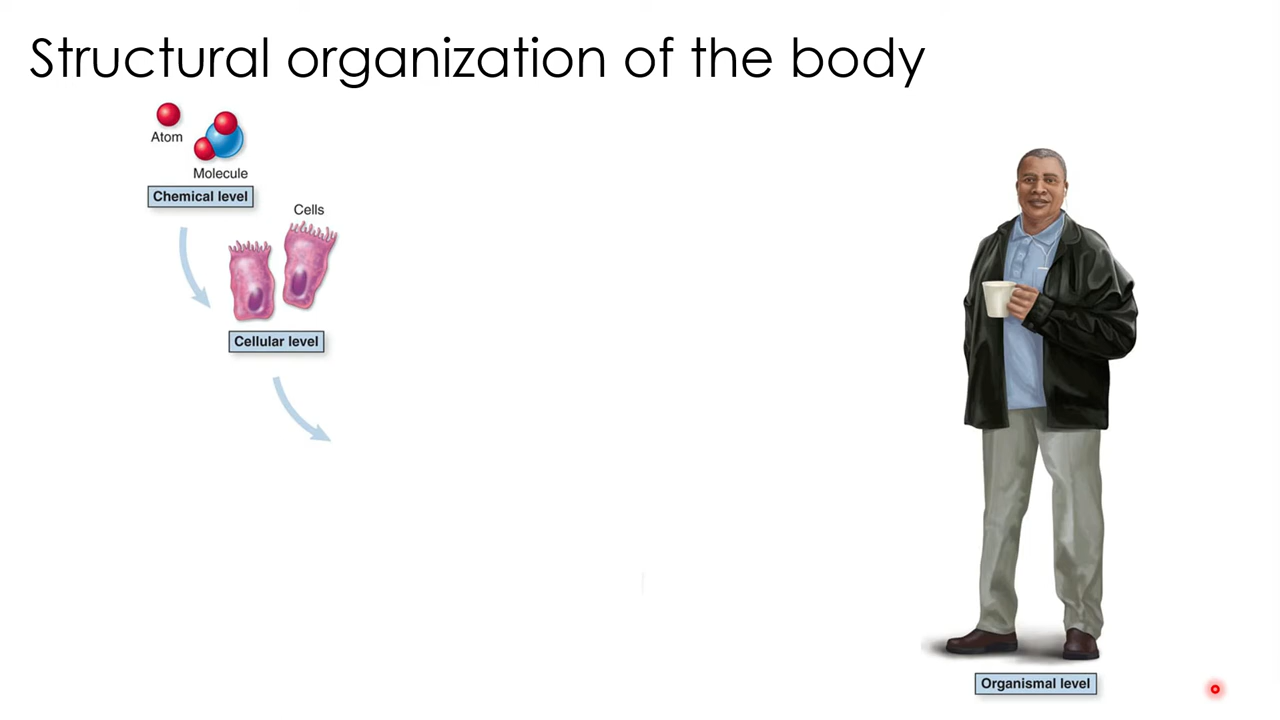 Structural organization of the body
Atom
Molecule
Chemical level
Cells
Cellular level
Organismal level